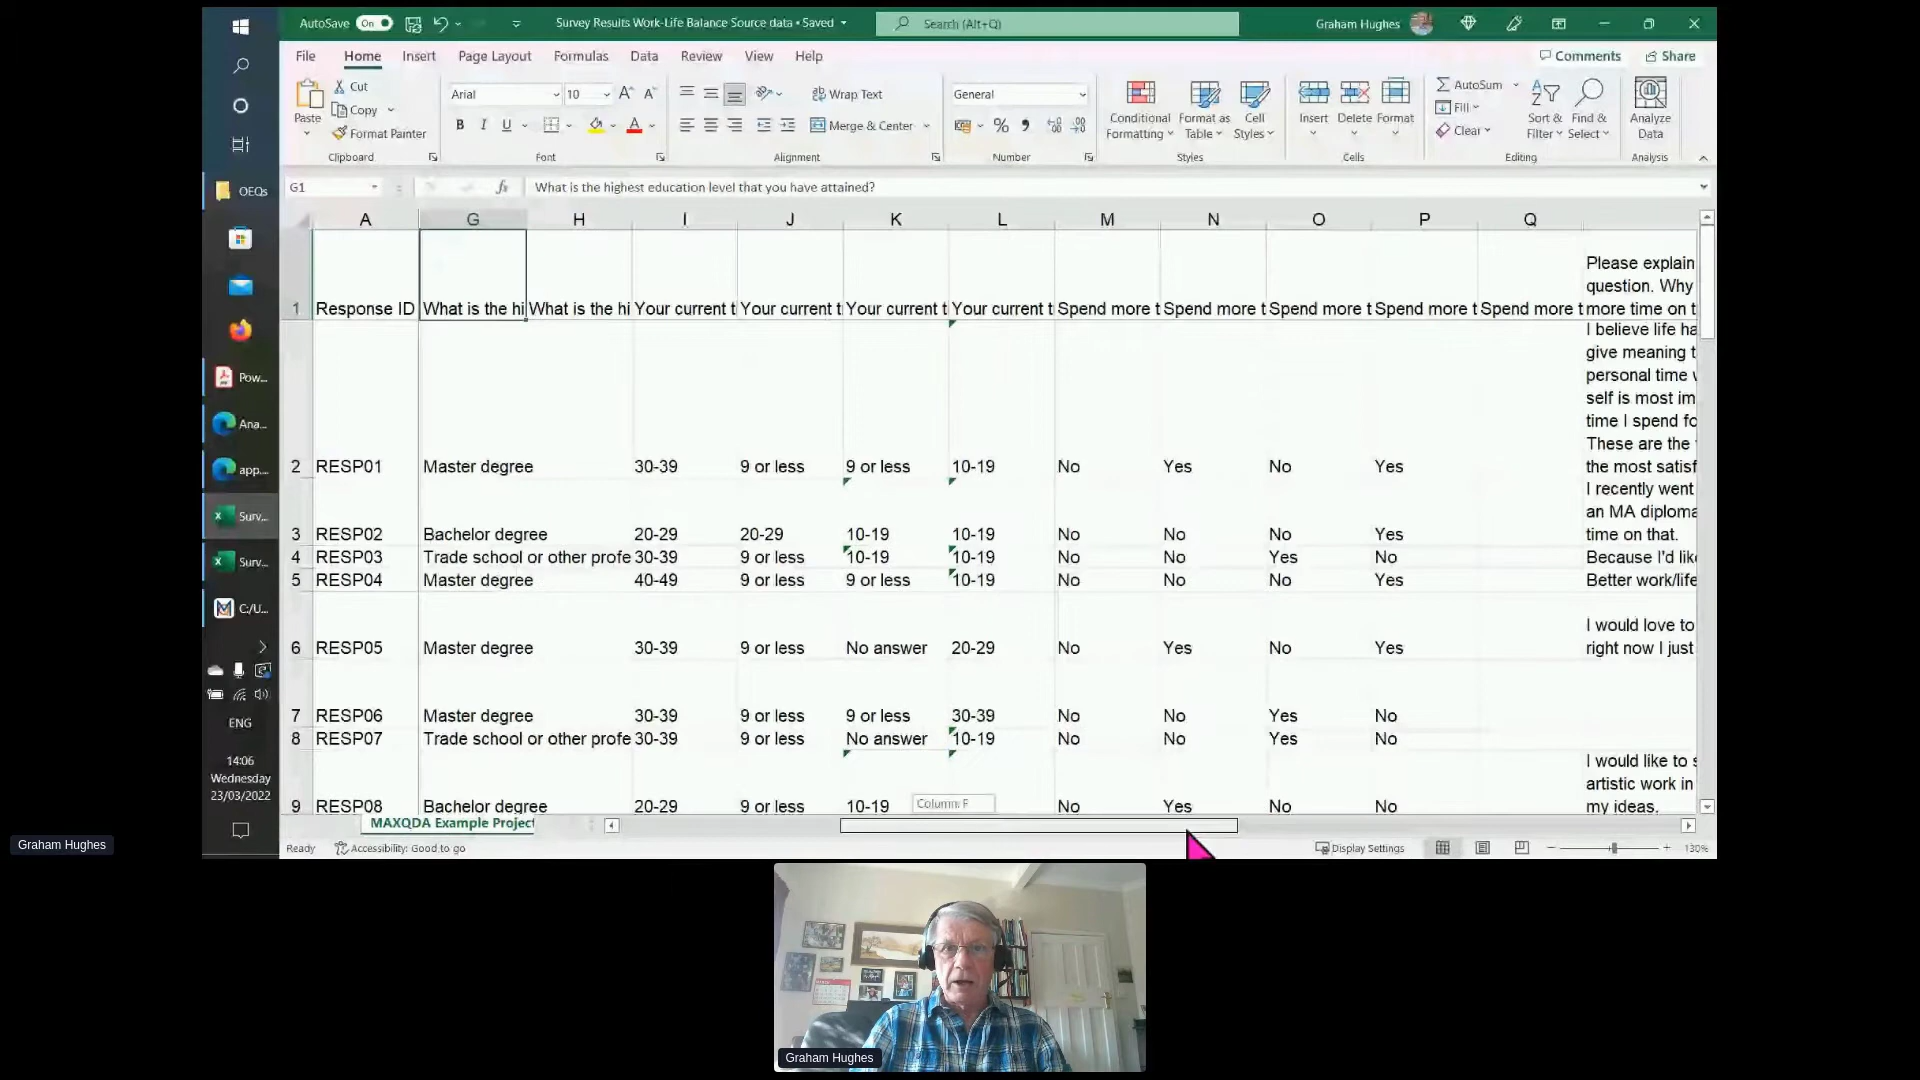 AutoSave On
Survey Results Work-Life Balance Source data • Saved
Search (Alt+Q)
Graham Hughes
File Home Insert Page Layout Formulas Data Review View Help
Comments Share
Paste
Cut
Copy
Format Painter
Clipboard
Arial 10
B I U
Font
Wrap Text
Merge & Center
Alignment
General
Number
Conditional Formatting
Format as Table
Cell Styles
Styles
Insert Delete Format
Cells
AutoSum
Fill
Clear
Sort & Filter
Find & Select
Editing
Analyze Data
Analysis
G1 fx What is the highest education level that you have attained?
A G H I J K L M N O P Q
1 Response ID What is the hi What is the hi Your current t Your current t Your current t Your current t Spend more t Spend more t Spend more t Spend more t Spend more t
Please explain
question. Why
more time on t
2 RESP01 Master degree 30-39 9 or less 9 or less 10-19 No Yes No Yes
I believe life ha
give meaning t
personal time w
self is most im
time I spend fo
These are the
the most satisf
3 RESP02 Bachelor degree 20-29 20-29 10-19 10-19 No No No Yes
I recently went
an MA diploma
time on that.
4 RESP03 Trade school or other profe 30-39 9 or less 10-19 10-19 No No Yes No Because I'd like
5 RESP04 Master degree 40-49 9 or less 9 or less 10-19 No No No Yes Better work/life
6 RESP05 Master degree 30-39 9 or less No answer 20-29 No Yes No Yes
I would love to
right now I just
7 RESP06 Master degree 30-39 9 or less 9 or less 30-39 No No Yes No
8 RESP07 Trade school or other profe 30-39 9 or less No answer 10-19 No No Yes No
9 RESP08 Bachelor degree 20-29 9 or less 10-19 No Yes No No
I would like to s
artistic work in
my ideas.
Column: F
MAXQDA Example Project
Ready Accessibility: Good to go
Display Settings
130%
OEQs
Pow...
Ana...
app...
Surv...
Surv...
C:/U...
ENG
14:06
Wednesday
23/03/2022
Graham Hughes
Graham Hughes